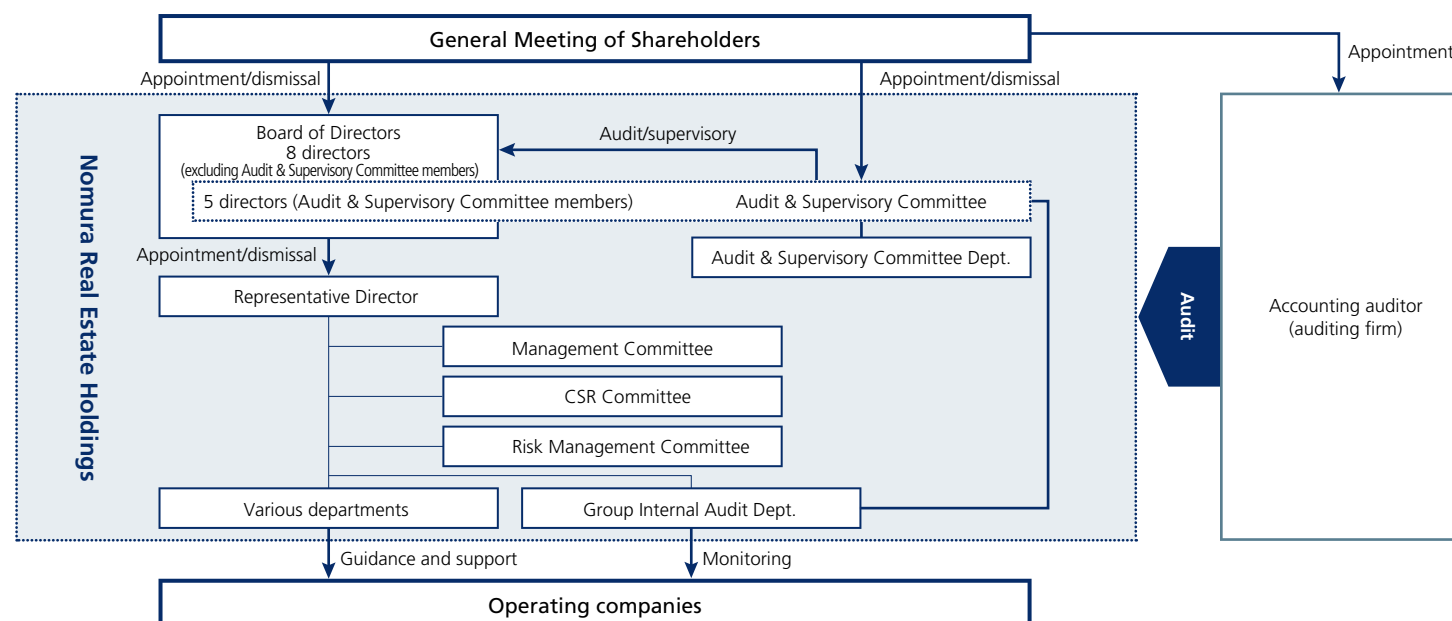 General Meeting of Shareholders
Appointment/dismissal
Appointment/dismissal
Appointment
Nomura Real Estate Holdings
Board of Directors
8 directors
(excluding Audit & Supervisory Committee members)
Audit/supervisory
5 directors (Audit & Supervisory Committee members)
Audit & Supervisory Committee
Appointment/dismissal
Audit & Supervisory Committee Dept.
Representative Director
Management Committee
CSR Committee
Risk Management Committee
Various departments
Group Internal Audit Dept.
Audit
Accounting auditor
(auditing firm)
Guidance and support
Monitoring
Operating companies